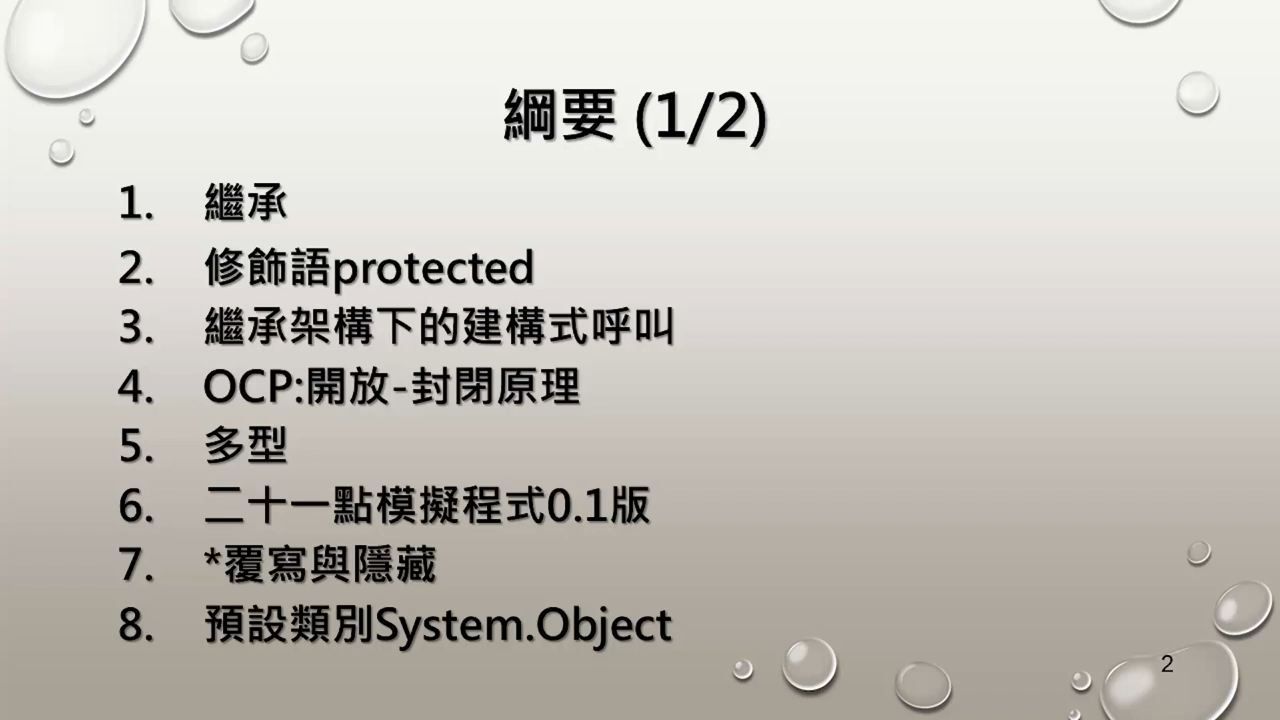 綱要 (1/2)
1. 繼承
2. 修飾語protected
3. 繼承架構下的建構式呼叫
4. OCP:開放-封閉原理
5. 多型
6. 二十一點模擬程式0.1版
7. *覆寫與隱藏
8. 預設類別System.Object
2